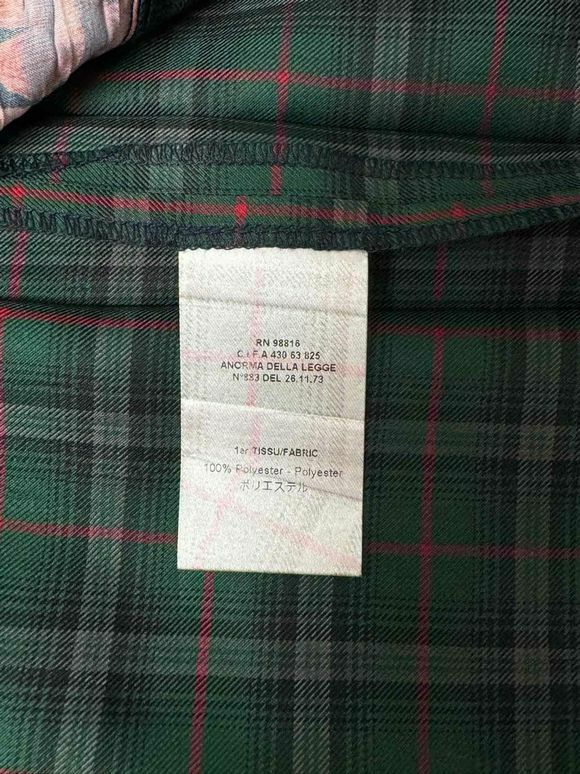 RN 98816
C.I.F.A 430 63 825
ANORMA DELLA LEGGE
N°883 DEL 26.11.73
1er TISSU/FABRIC
100% Polyester - Polyester
ポリエステル